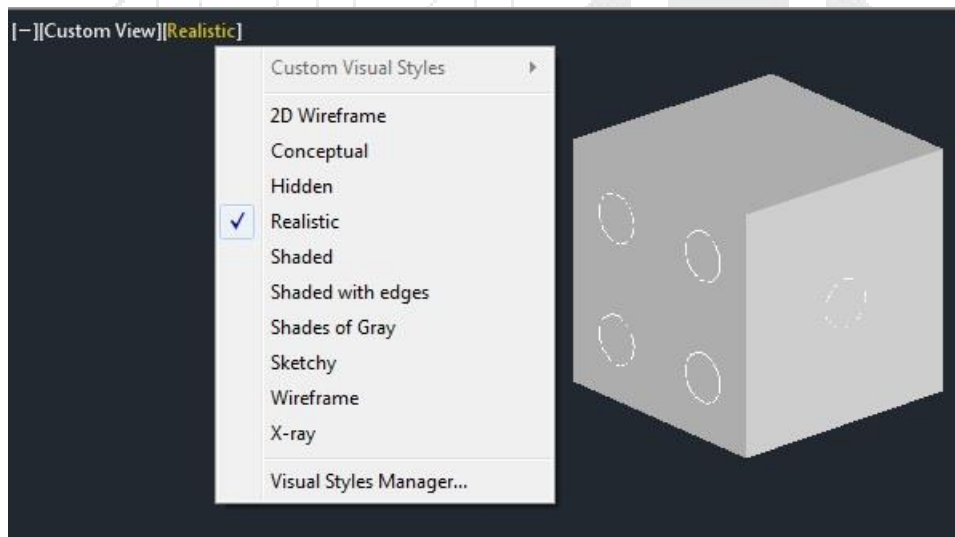 [−][Custom View][Realistic]
Custom Visual Styles
2D Wireframe
Conceptual
Hidden
Realistic
Shaded
Shaded with edges
Shades of Gray
Sketchy
Wireframe
X-ray
Visual Styles Manager...